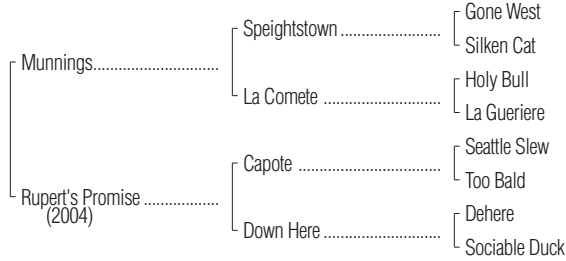 Gone West
Speightstown
Silken Cat
Munnings
Holy Bull
La Comete
La Gueriere
Seattle Slew
Capote
Too Bald
Rupert's Promise
(2004)
Dehere
Down Here
Sociable Duck